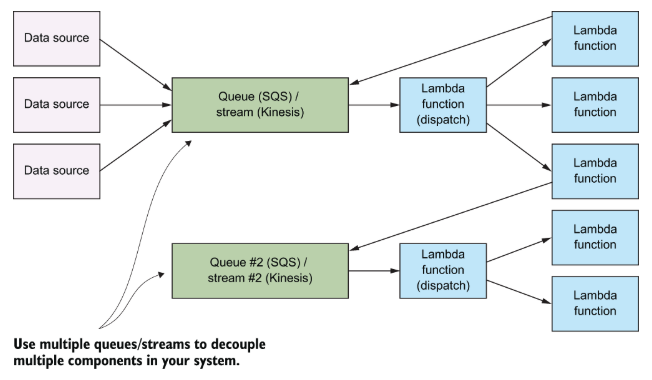 Data source
Data source
Data source
Queue (SQS) /
stream (Kinesis)
Lambda
function
(dispatch)
Lambda
function
Lambda
function
Lambda
function
Queue #2 (SQS) /
stream #2 (Kinesis)
Lambda
function
(dispatch)
Lambda
function
Lambda
function
Use multiple queues/streams to decouple
multiple components in your system.